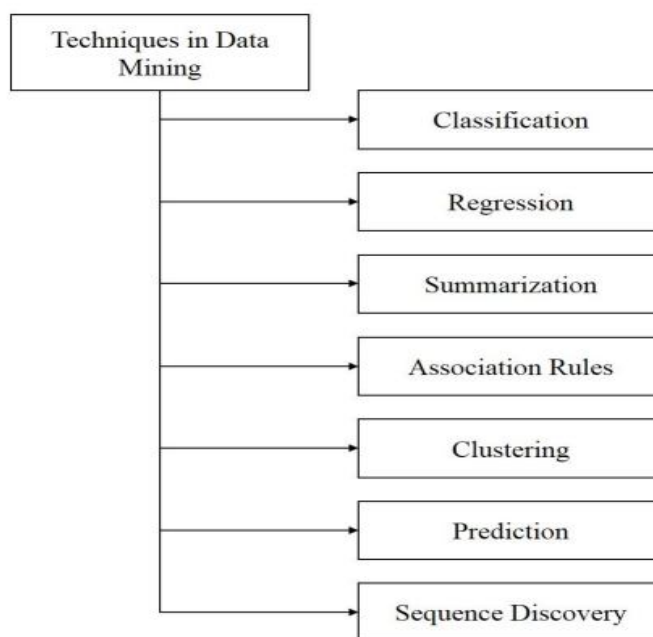 Techniques in Data
Mining
Classification
Regression
Summarization
Association Rules
Clustering
Prediction
Sequence Discovery